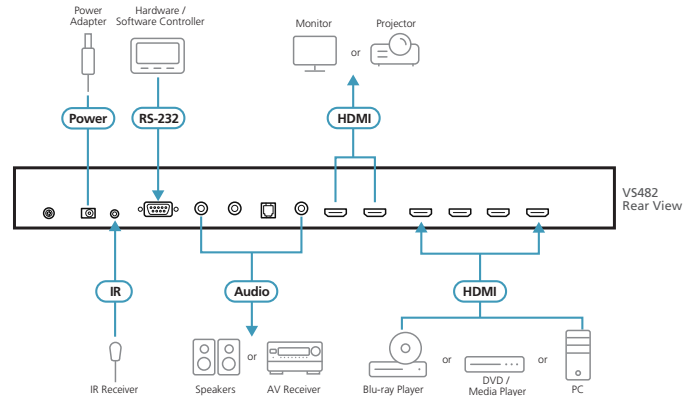 Power
Adapter
Hardware /
Software Controller
Monitor
or
Projector
Power
RS-232
HDMI
VS482
Rear View
IR
Audio
HDMI
IR Receiver
Speakers
or
AV Receiver
Blu-ray Player
or
DVD /
Media Player
or
PC